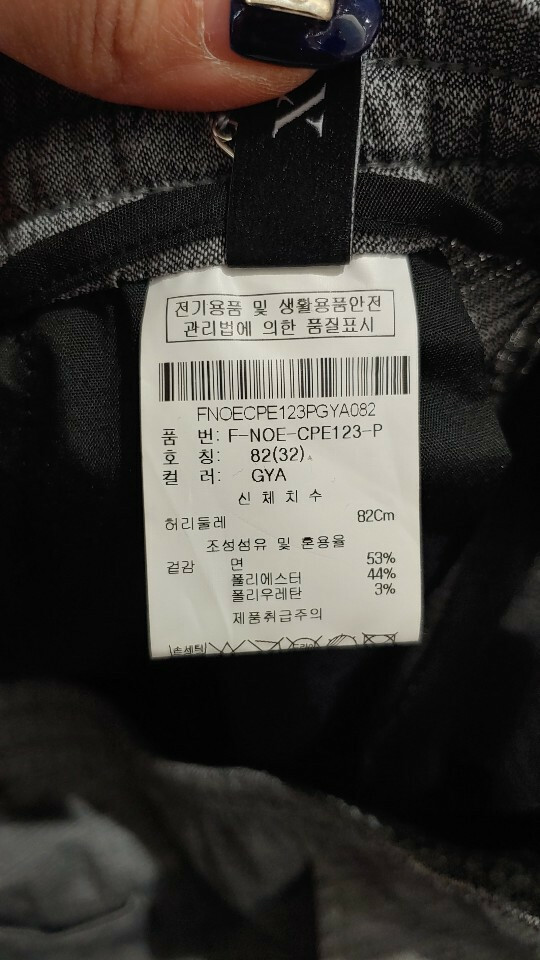 전기용품 및 생활용품안전
관리법에 의한 품질표시
FNOECPE123PGYA082
품 번: F-NOE-CPE123-P
호 칭: 82(32)
컬 러: GYA
신 체 치 수
허리둘레 82Cm
조성섬유 및 혼용율
겉감 면 53%
폴리에스터 44%
폴리우레탄 3%
제품취급주의
손세탁